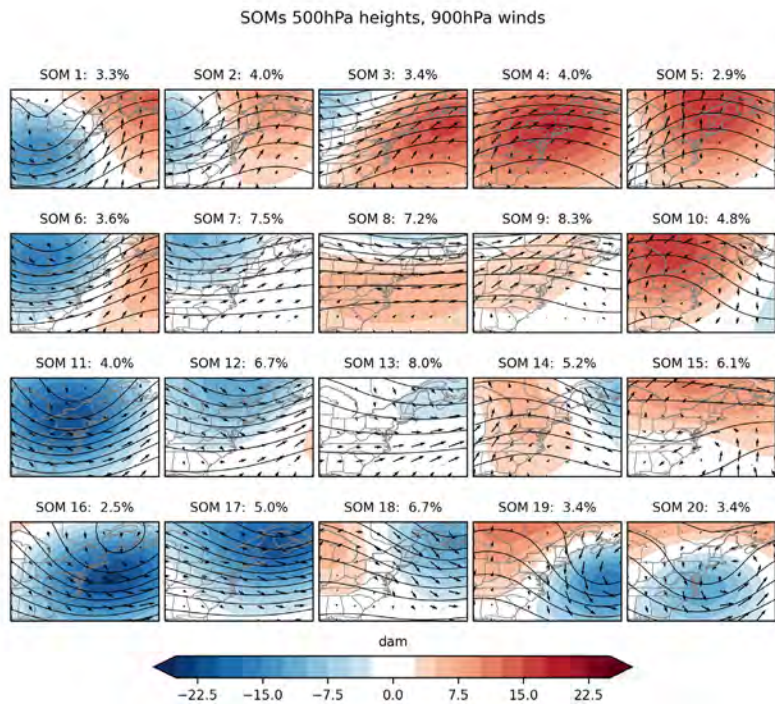 SOMs 500hPa heights, 900hPa winds
SOM 1: 3.3% SOM 2: 4.0% SOM 3: 3.4% SOM 4: 4.0% SOM 5: 2.9%
SOM 6: 3.6% SOM 7: 7.5% SOM 8: 7.2% SOM 9: 8.3% SOM 10: 4.8%
SOM 11: 4.0% SOM 12: 6.7% SOM 13: 8.0% SOM 14: 5.2% SOM 15: 6.1%
SOM 16: 2.5% SOM 17: 5.0% SOM 18: 6.7% SOM 19: 3.4% SOM 20: 3.4%
dam
−22.5 −15.0 −7.5 0.0 7.5 15.0 22.5